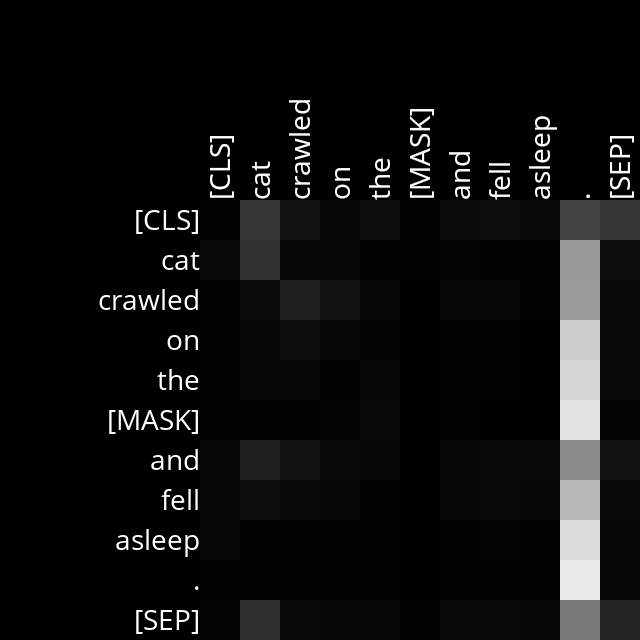 [CLS] cat crawled on the [MASK] and fell asleep . [SEP]
[CLS]
cat
crawled
on
the
[MASK]
and
fell
asleep
.
[SEP]